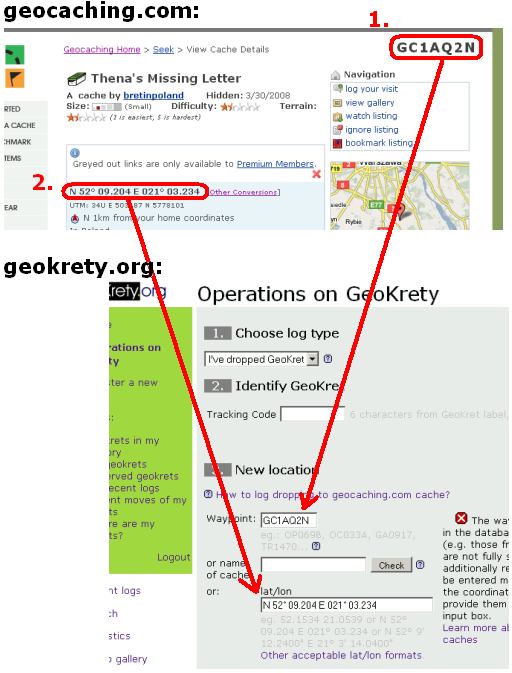 geocaching.com:
1.
GC1AQ2N
Geocaching Home > Seek > View Cache Details
Thena's Missing Letter
A cache by bretinpoland Hidden: 3/30/2008
Size: (Small) Difficulty: Terrain:
(1 is easiest, 5 is hardest)
Navigation
log your visit
view gallery
watch listing
ignore listing
bookmark listing
RTED
A CACHE
CHMARK
TEMS
EAR
Greyed out links are only available to Premium Members.
2.
N 52° 09.204 E 021° 03.234 Other Conversions]
UTM: 34U E 503687 N 5778101
N 1km from your home coordinates
In Poland
Warszawa
E77
Rybie
geokrety.org:
krety.org
Operations on GeoKrety
1. Choose log type
I've dropped GeoKret
2. Identify GeoKre
Tracking Code 6 characters from GeoKret label,
3. New location
How to log dropping to geocaching.com cache?
Waypoint: GC1AQ2N
eg.: OP069B, OC033A, GA0917,
TR1470...
or name
of cache
Check
or: lat/lon
N 52° 09.204 E 021° 03.234
eg. 52.1534 21.0539 or N 52°
09.204 E 021° 03.234 or N 52° 9'
12.2400" E 21° 3' 14.0400"
Other acceptable lat/lon formats
The wa
in the datab
(e.g. those fr
are not fully s
additionally re
be entered m
the coordinat
provide them
input box.
Learn more ab
caches
e
rations on
ty
ster a new
s:
krets in my
ory
geokrets
erved geokrets
recent logs
ent moves of my
ts
re are my
ts?
Logout
nt logs
ch
stics
o gallery